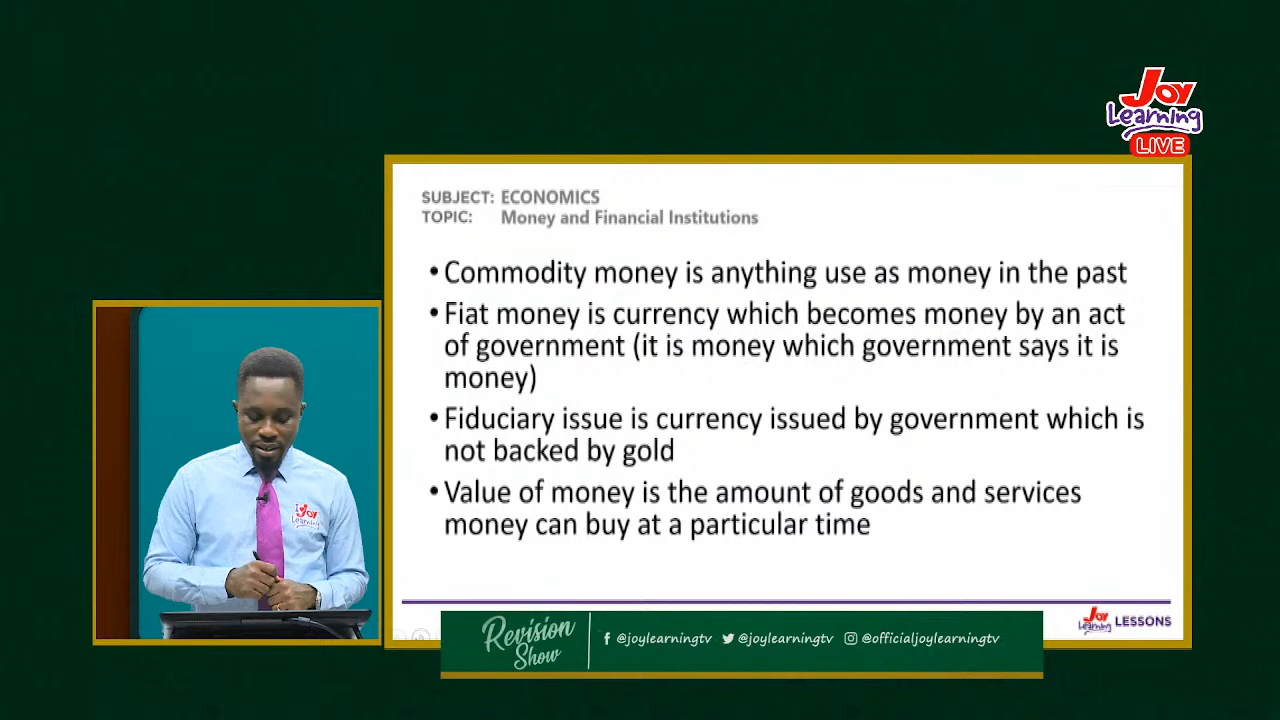 Joy
Learning
LIVE
SUBJECT: ECONOMICS
TOPIC: Money and Financial Institutions
• Commodity money is anything use as money in the past
• Fiat money is currency which becomes money by an act
of government (it is money which government says it is
money)
• Fiduciary issue is currency issued by government which is
not backed by gold
• Value of money is the amount of goods and services
money can buy at a particular time
Joy
Learning
Joy Learning LESSONS
Revision
Show
@joylearningtv @joylearningtv @officialjoylearningtv